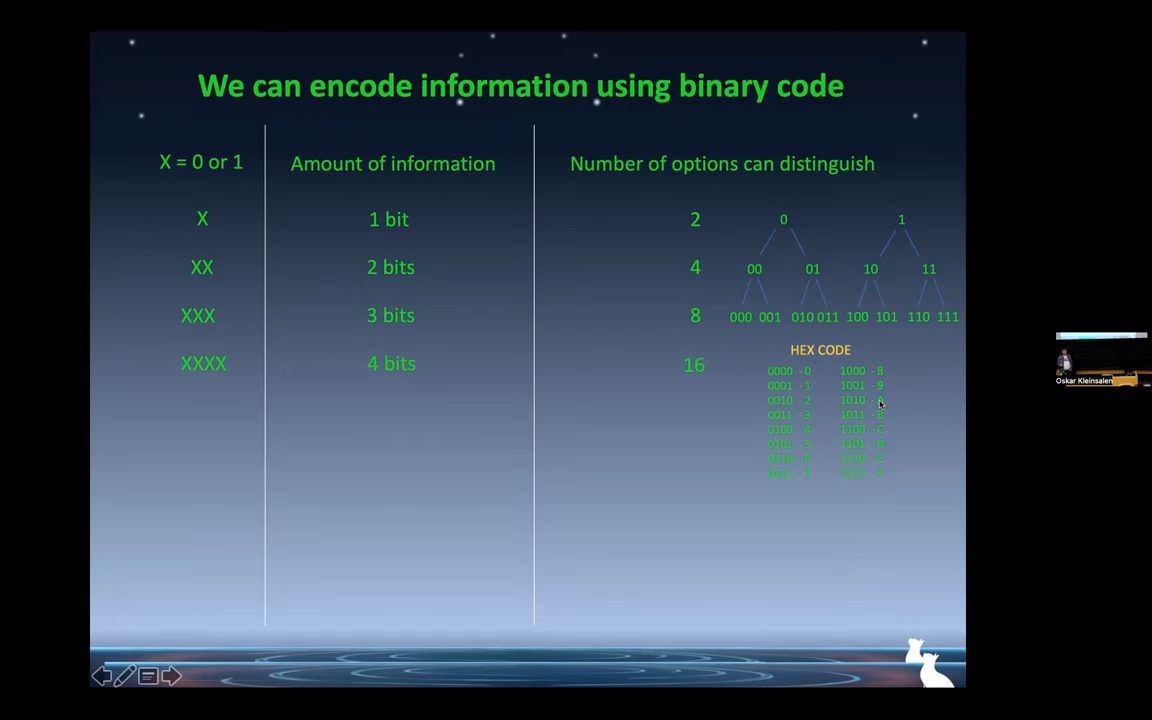 We can encode information using binary code
X = 0 or 1 Amount of information Number of options can distinguish
X 1 bit 2 0 1
XX 2 bits 4 00 01 10 11
XXX 3 bits 8 000 001 010 011 100 101 110 111
HEX CODE
XXXX 4 bits 16
0000 - 0 1000 - 8
0001 - 1 1001 - 9
0010 - 2 1010 -
0011 - 3 1011 - B
0100 - 4 1100 - C
0101 - 5 1101 - D
Oskar Kleinsalen